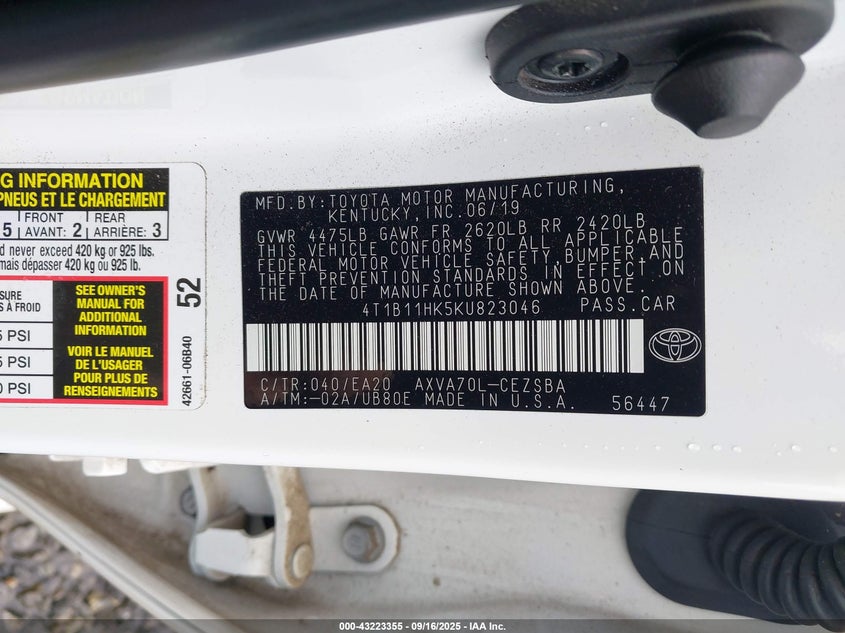 G INFORMATION
PNEUS ET LE CHARGEMENT
5 FRONT AVANT: 2 REAR ARRIÈRE: 3
d never exceed 420 kg or 925 lbs.
mais dépasser 420 kg ou 925 lb.
SURE
À FROID
5 PSI
5 PSI
0 PSI
SEE OWNER'S
MANUAL FOR
ADDITIONAL
INFORMATION
VOIR LE MANUEL
DE L'USAGER
POUR PLUS DE
RENSEIGNEMENTS
52
42661-06B40
MFD.BY:TOYOTA MOTOR MANUFACTURING,
KENTUCKY, INC.06/19
GVWR 4475LB GAWR FR 2620LB RR 2420LB
THIS VEHICLE CONFORMS TO ALL APPLICABLE
FEDERAL MOTOR VEHICLE SAFETY, BUMPER, AND
THEFT PREVENTION STANDARDS IN EFFECT ON
THE DATE OF MANUFACTURE SHOWN ABOVE.
4T1B11HK5KU823046 PASS.CAR
C/TR:040/EA20 AXVA70L-CEZSBA
A/TM:-02A/UB80E MADE IN U.S.A. 56447
000-43223355 - 09/16/2025 - IAA Inc.